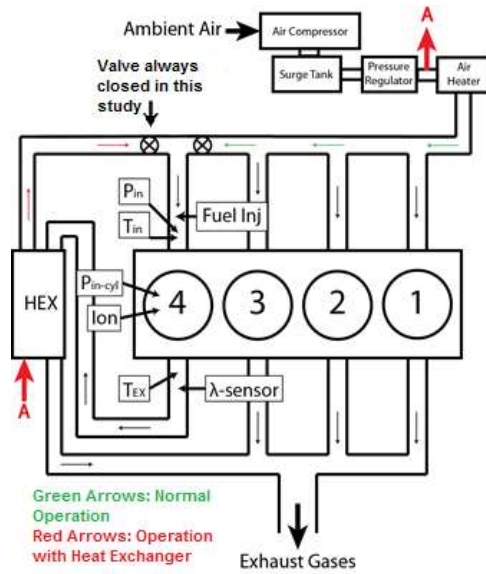 Ambient Air
Air Compressor
A
Surge Tank
Pressure
Regulator
Air
Heater
Valve always
closed in this
study
Pin
Tin
Fuel Inj
Pin-cyl
Ion
HEX
4
3
2
1
A
TEX
λ-sensor
Green Arrows: Normal
Operation
Red Arrows: Operation
with Heat Exchanger
Exhaust Gases